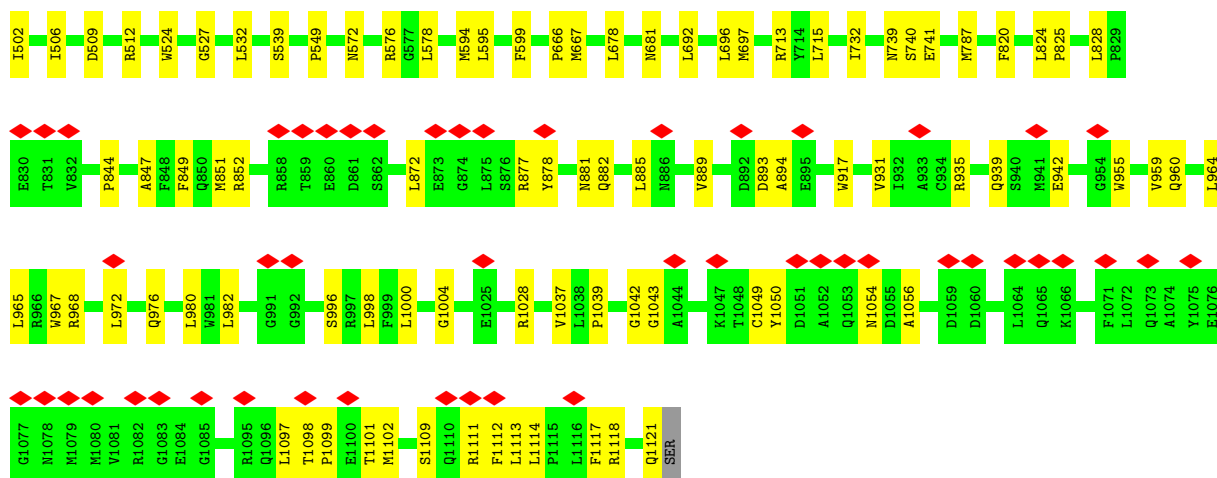 I502 I506 D509 R512 W524 G527 L532 S539 P549 N572 R576 G577 L578 M594 L595 F599 P666 M667 L678 N681 L692 L696 M697 R713 Y714 L715 I732 N739 S740 E741 M787 F820 L824 P825 L828 P829
E830 T831 V832 P844 A847 F848 F849 Q850 M851 R852 R858 T859 E860 D861 S862 L872 E873 G874 L875 S876 R877 Y878 N881 Q882 L885 N886 V889 D892 D893 A894 E895 W917 V931 I932 A933 C934 R935 Q939 S940 M941 E942 G954 W955 V959 Q960 L964
L965 R966 W967 R968 L972 Q976 L980 W981 L982 G991 G992 S996 R997 L998 F999 L1000 G1004 E1025 R1028 V1037 L1038 P1039 G1042 G1043 A1044 K1047 T1048 C1049 Y1050 D1051 A1052 Q1053 N1054 D1055 A1056 D1059 D1060 L1064 Q1065 K1066 F1071 L1072 Q1073 A1074 Y1075 E1076
G1077 N1078 M1079 M1080 V1081 R1082 G1083 E1084 G1085 R1095 Q1096 L1097 T1098 P1099 E1100 T1101 M1102 S1109 Q1110 R1111 F1112 L1113 L1114 P1115 L1116 F1117 R1118 Q1121 SER